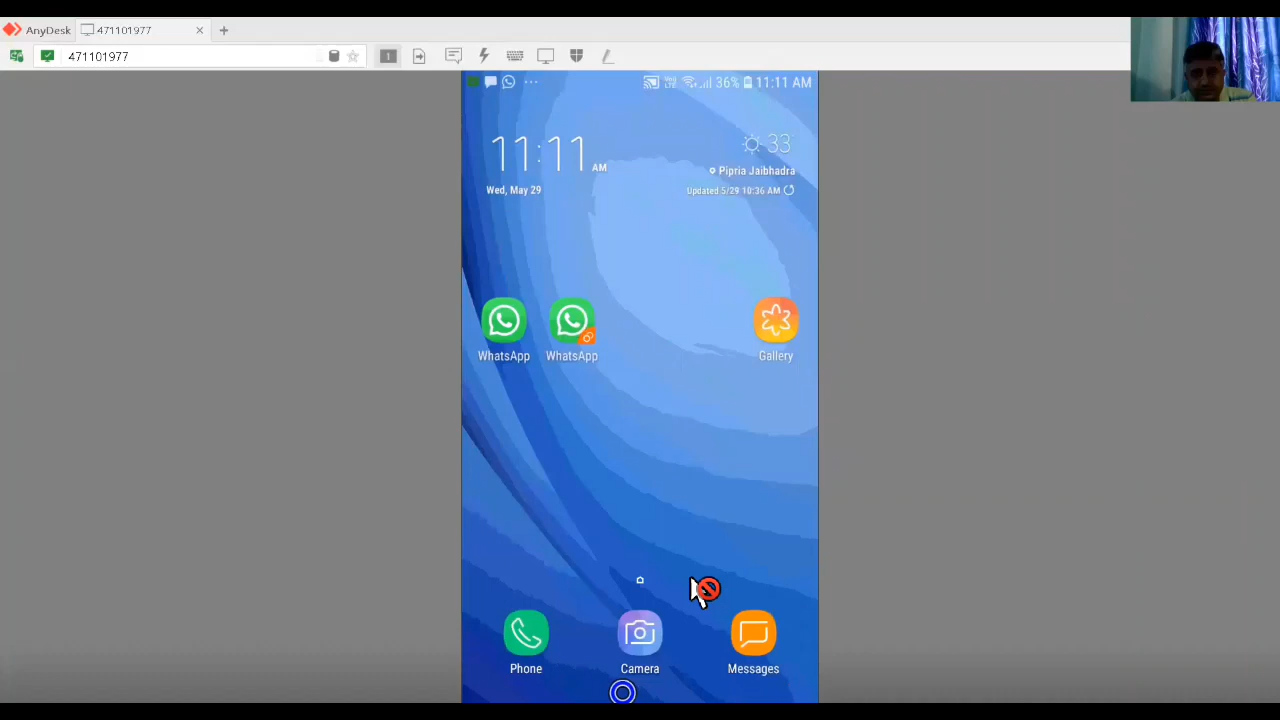 AnyDesk
471101977
471101977
1
36% 11:11 AM
11:11 AM
Wed, May 29
33°
Pipria Jaibhadra
Updated 5/29 10:36 AM
WhatsApp
WhatsApp
Gallery
Phone
Camera
Messages